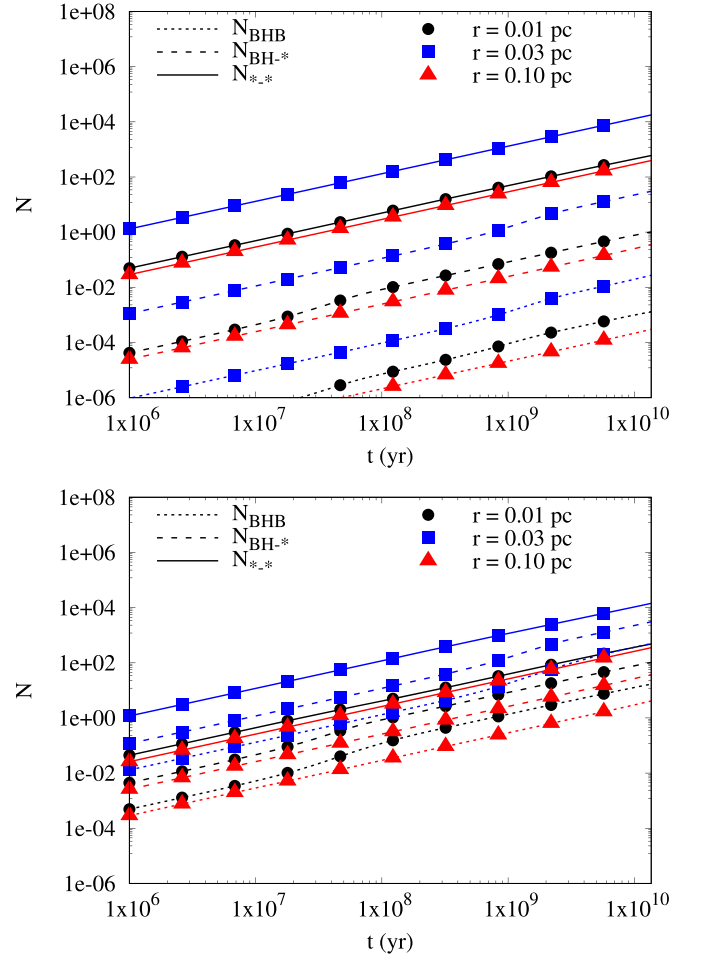 1e+08
N_BHB r = 0.01 pc
1e+06
N_BH-* r = 0.03 pc
N_*-* r = 0.10 pc
1e+04
1e+02
N
1e+00
1e-02
1e-04
1e-06
1x10^6 1x10^7 1x10^8 1x10^9 1x10^10
t (yr)
1e+08
N_BHB r = 0.01 pc
N_BH-* r = 0.03 pc
1e+06
N_*-* r = 0.10 pc
1e+04
1e+02
N
1e+00
1e-02
1e-04
1e-06
1x10^6 1x10^7 1x10^8 1x10^9 1x10^10
t (yr)